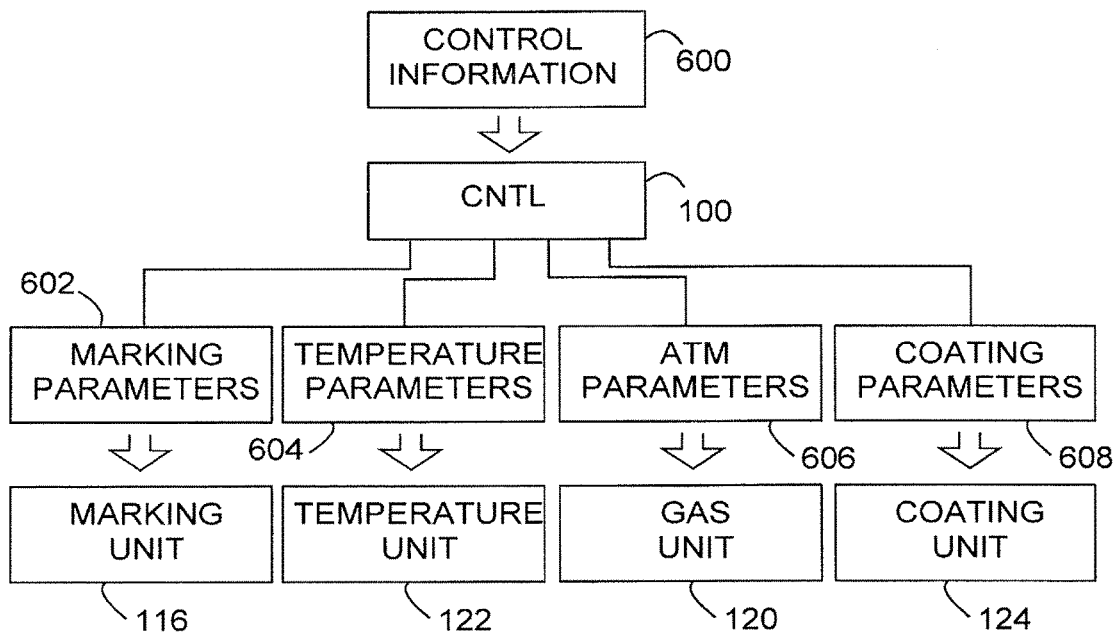 CONTROL
INFORMATION
600
CNTL
100
602
MARKING
PARAMETERS
TEMPERATURE
PARAMETERS
ATM
PARAMETERS
COATING
PARAMETERS
604
606
608
MARKING
UNIT
TEMPERATURE
UNIT
GAS
UNIT
COATING
UNIT
116
122
120
124